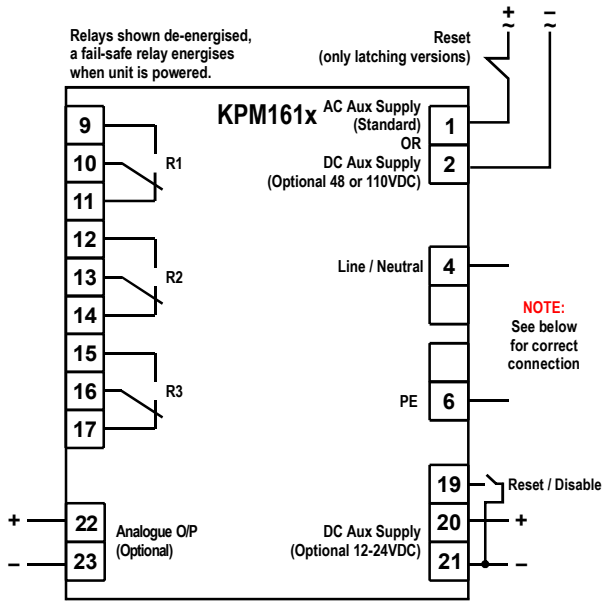 Relays shown de-energised,
a fail-safe relay energises
when unit is powered.
Reset
(only latching versions)
+
~
–
~
KPM161x
AC Aux Supply
(Standard)
OR
DC Aux Supply
(Optional 48 or 110VDC)
1
2
9
10
11
R1
12
13
14
R2
15
16
17
R3
Line / Neutral
4
NOTE:
See below
for correct
connection
PE
6
19
Reset / Disable
20
+
21
–
DC Aux Supply
(Optional 12-24VDC)
+
22
–
23
Analogue O/P
(Optional)